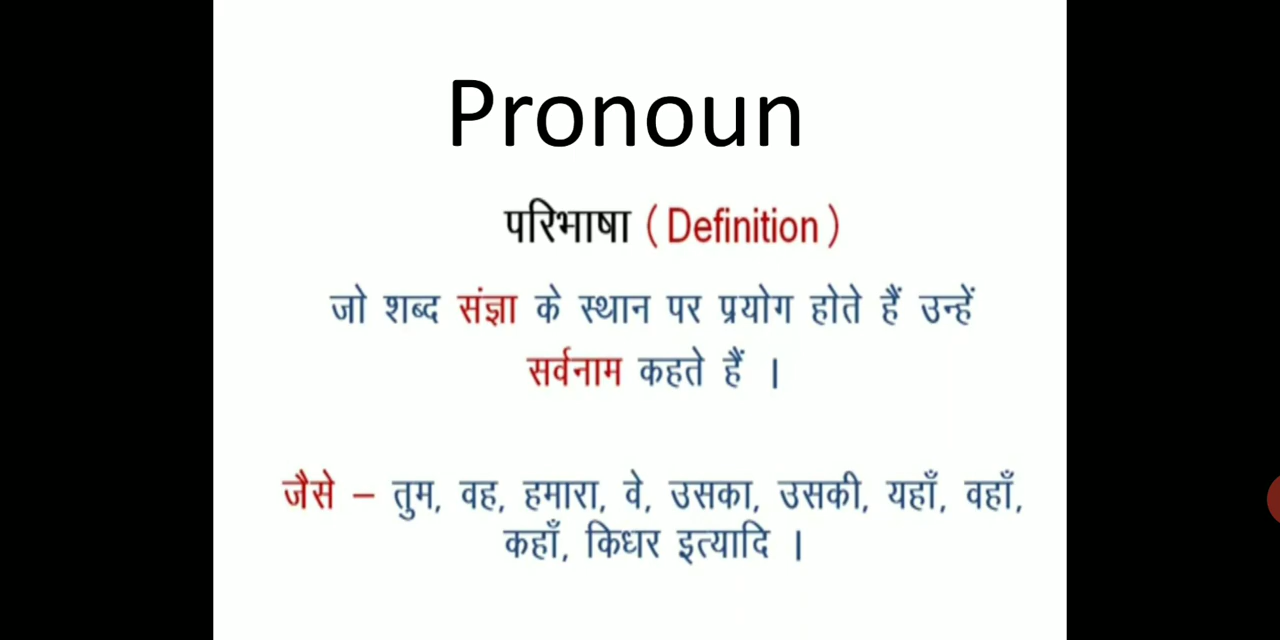 Pronoun
परिभाषा ( Definition )
जो शब्द संज्ञा के स्थान पर प्रयोग होते हैं उन्हें
सर्वनाम कहते हैं ।
जैसे – तुम, वह, हमारा, वे, उसका, उसकी, यहाँ, वहाँ,
कहाँ, किधर इत्यादि ।